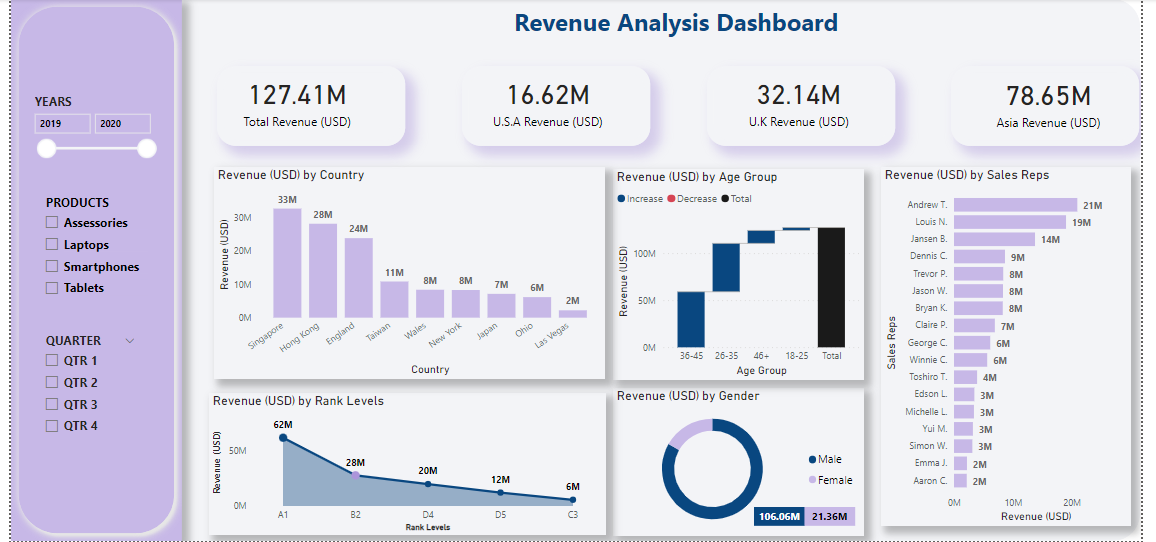 Revenue Analysis Dashboard
YEARS
2019 2020
PRODUCTS
Assessories
Laptops
Smartphones
Tablets
QUARTER
QTR 1
QTR 2
QTR 3
QTR 4
127.41M
Total Revenue (USD)
16.62M
U.S.A Revenue (USD)
32.14M
U.K Revenue (USD)
78.65M
Asia Revenue (USD)
Revenue (USD) by Country
Revenue (USD)
30M
20M
10M
0M
33M
28M
24M
11M
8M
8M
7M
6M
2M
Singapore
Hong Kong
England
Taiwan
Wales
New York
Japan
Ohio
Las Vegas
Country
Revenue (USD) by Age Group
Increase Decrease Total
Revenue (USD)
100M
50M
0M
36-45 26-35 46+ 18-25 Total
Age Group
Revenue (USD) by Sales Reps
Sales Reps
Andrew T. 21M
Louis N. 19M
Jansen B. 14M
Dennis C. 9M
Trevor P. 8M
Jason W. 8M
Bryan K. 8M
Claire P. 7M
George C. 6M
Winnie C. 6M
Toshiro T. 4M
Edson L. 3M
Michelle L. 3M
Yui M. 3M
Simon W. 3M
Emma J. 2M
Aaron C. 2M
0M 10M 20M
Revenue (USD)
Revenue (USD) by Rank Levels
Revenue (USD)
50M
0M
62M
28M
20M
12M
6M
A1 B2 D4 D5 C3
Rank Levels
Revenue (USD) by Gender
Male
Female
106.06M 21.36M